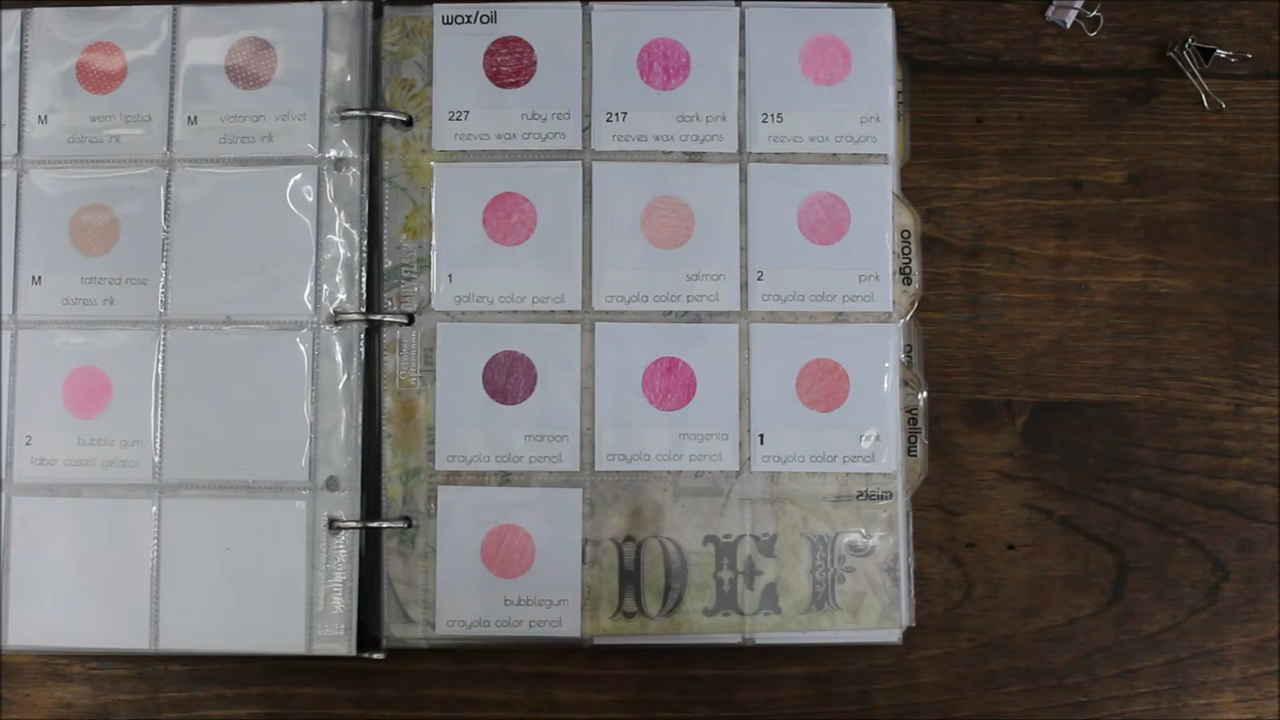 M worn lipstick
distress ink
M victorian velvet
distress ink
M tattered rose
distress ink
2 bubble gum
faber castell gelatos
wax/oil
227 ruby red
reeves wax crayons
217 dark pink
reeves wax crayons
215 pink
reeves wax crayons
1
gallery color pencil
salmon
crayola color pencil
2 pink
crayola color pencil
maroon
crayola color pencil
magenta
crayola color pencil
1 pink
crayola color pencil
bubblegum
crayola color pencil
mists
DEF
orange
yellow